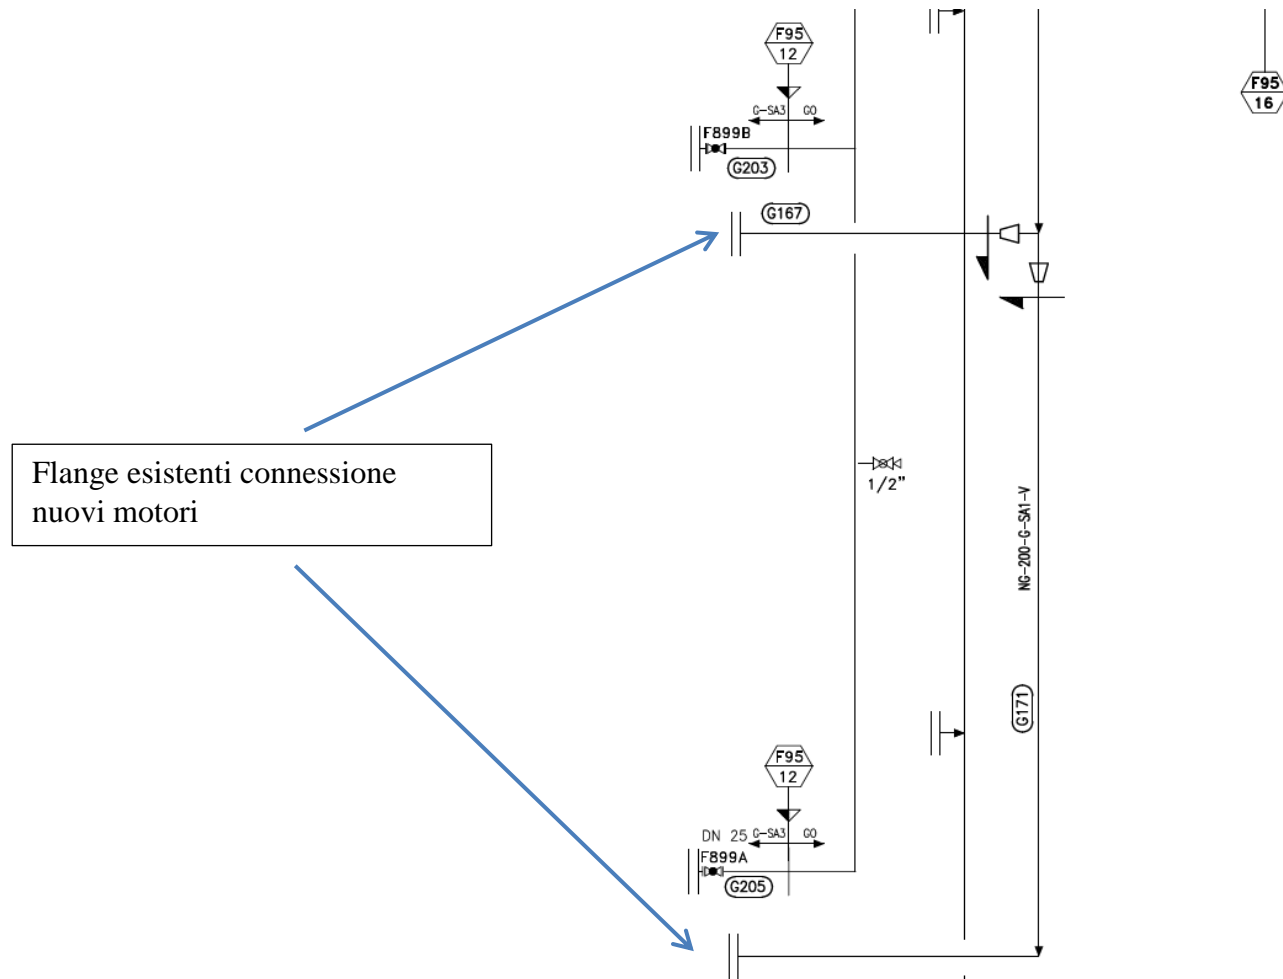 F95
12
F95
16
G-SA3 GO
F899B
G203
G167
Flange esistenti connessione
nuovi motori
1/2"
NG-200-G-SA1-V
G171
F95
12
DN 25 G-SA3 GO
F899A
G205